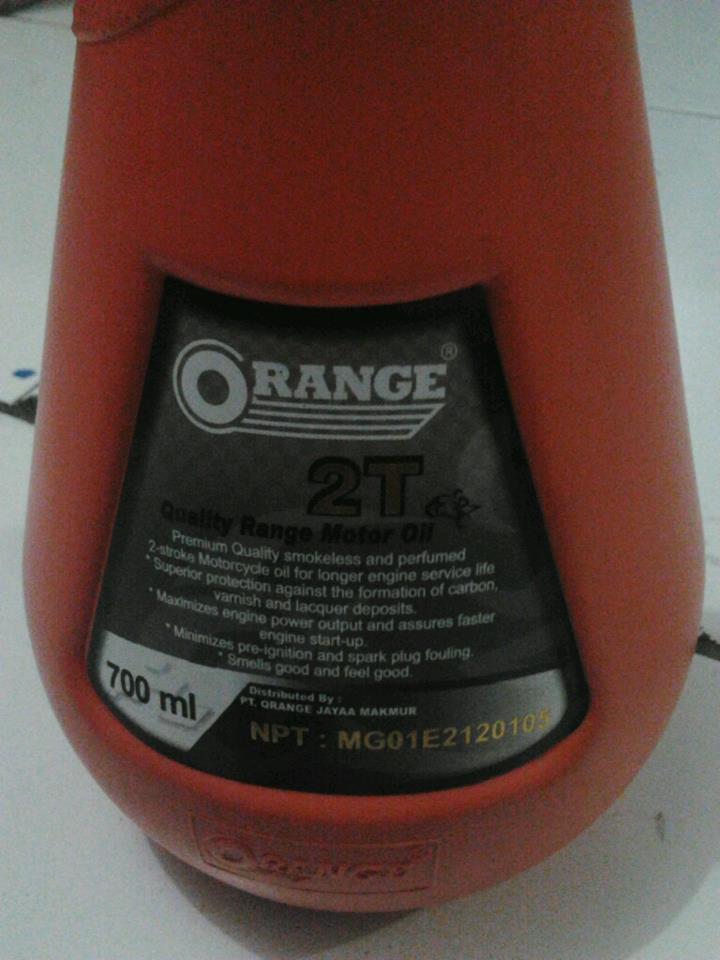 ORANGE®
2T
Quality Range Motor Oil
Premium Quality smokeless and perfumed
2-stroke Motorcycle oil for longer engine service life
* Superior protection against the formation of carbon,
varnish and lacquer deposits.
* Maximizes engine power output and assures faster
engine start-up.
* Minimizes pre-ignition and spark plug fouling.
* Smells good and feel good.
700 ml
Distributed By :
PT. ORANGE JAYAA MAKMUR
NPT : MG01E2120105
ORANGE